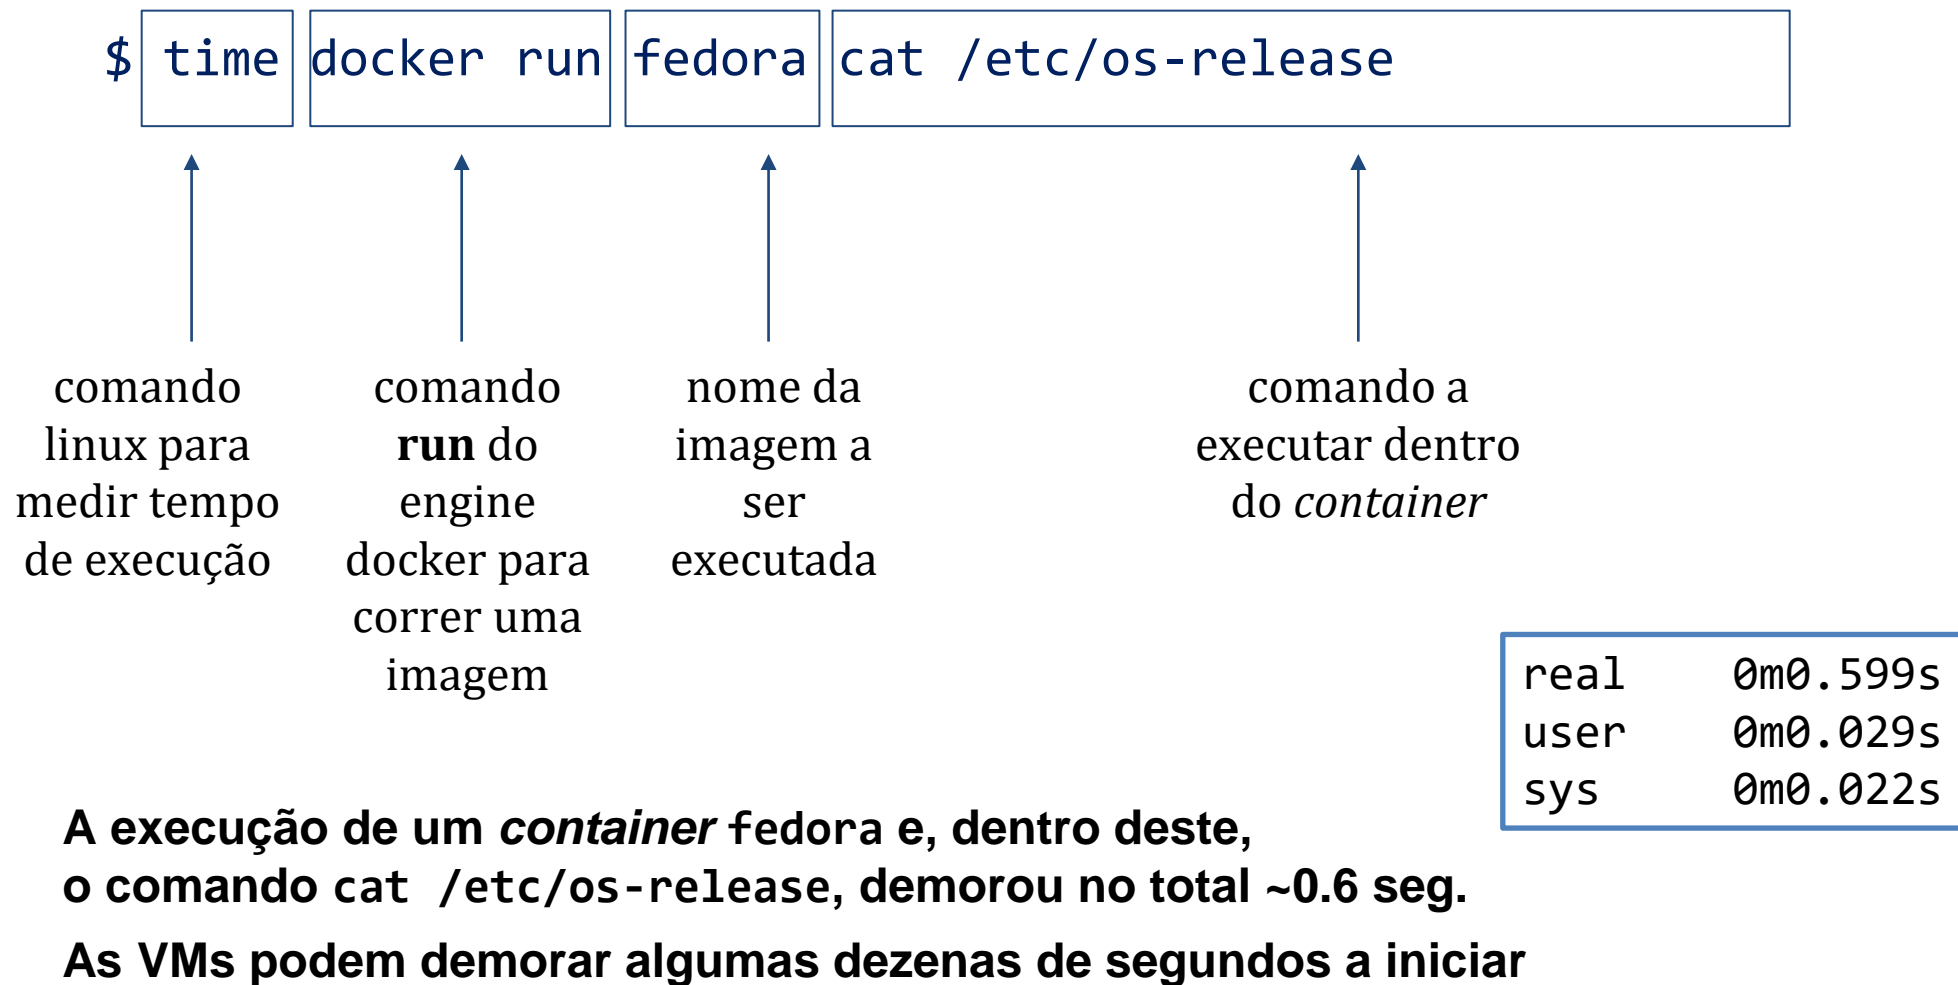 $ time docker run fedora cat /etc/os-release
comando
linux para
medir tempo
de execução
comando
run do
engine
docker para
correr uma
imagem
nome da
imagem a
ser
executada
comando a
executar dentro
do container
real 0m0.599s
user 0m0.029s
sys 0m0.022s
A execução de um container fedora e, dentro deste,
o comando cat /etc/os-release, demorou no total ~0.6 seg.
As VMs podem demorar algumas dezenas de segundos a iniciar